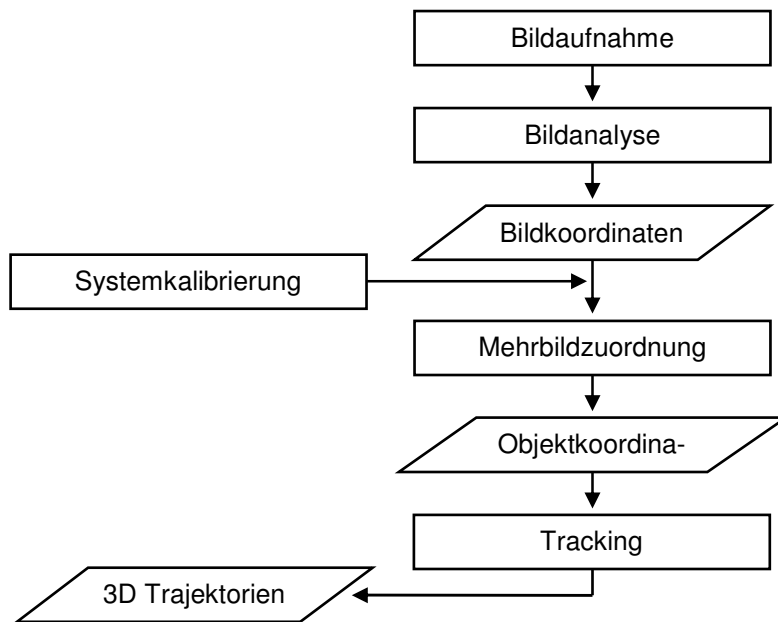 Bildaufnahme
Bildanalyse
Bildkoordinaten
Systemkalibrierung
Mehrbildzuordnung
Objektkoordina-
Tracking
3D Trajektorien